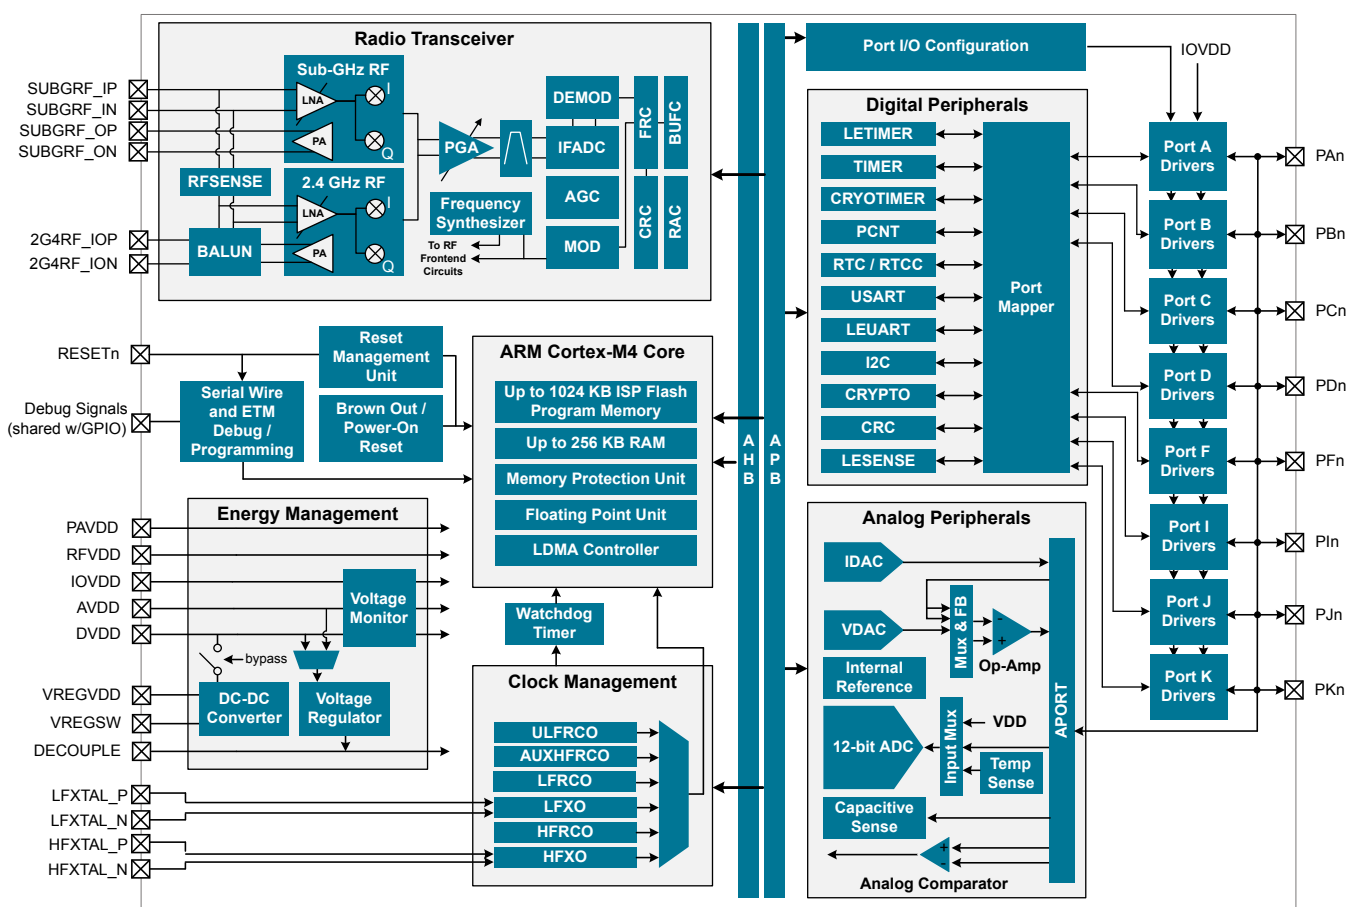 Radio Transceiver
SUBGRF_IP
SUBGRF_IN
SUBGRF_OP
SUBGRF_ON
2G4RF_IOP
2G4RF_ION
Sub-GHz RF
LNA
I
PA
Q
RFSENSE
2.4 GHz RF
LNA
I
BALUN
PA
Q
PGA
Frequency
Synthesizer
To RF
Frontend
Circuits
DEMOD
IFADC
AGC
MOD
FRC
BUFC
CRC
RAC
RESETn
Debug Signals
(shared w/GPIO)
Reset
Management
Unit
Serial Wire
and ETM
Debug /
Programming
Brown Out /
Power-On
Reset
ARM Cortex-M4 Core
Up to 1024 KB ISP Flash
Program Memory
Up to 256 KB RAM
Memory Protection Unit
Floating Point Unit
LDMA Controller
Watchdog
Timer
Energy Management
PAVDD
RFVDD
IOVDD
AVDD
DVDD
VREGVDD
VREGSW
DECOUPLE
Voltage
Monitor
bypass
DC-DC
Converter
Voltage
Regulator
Clock Management
LFXTAL_P
LFXTAL_N
HFXTAL_P
HFXTAL_N
ULFRCO
AUXHFRCO
LFRCO
LFXO
HFRCO
HFXO
A
H
B
A
P
B
Port I/O Configuration
IOVDD
Digital Peripherals
LETIMER
TIMER
CRYOTIMER
PCNT
RTC / RTCC
USART
LEUART
I2C
CRYPTO
CRC
LESENSE
Port
Mapper
Port A
Drivers
Port B
Drivers
Port C
Drivers
Port D
Drivers
Port F
Drivers
Port I
Drivers
Port J
Drivers
Port K
Drivers
PAn
PBn
PCn
PDn
PFn
PIn
PJn
PKn
Analog Peripherals
IDAC
VDAC
Mux & FB
-
+
Op-Amp
Internal
Reference
12-bit ADC
Input Mux
VDD
Temp
Sense
Capacitive
Sense
+
-
Analog Comparator
APORT